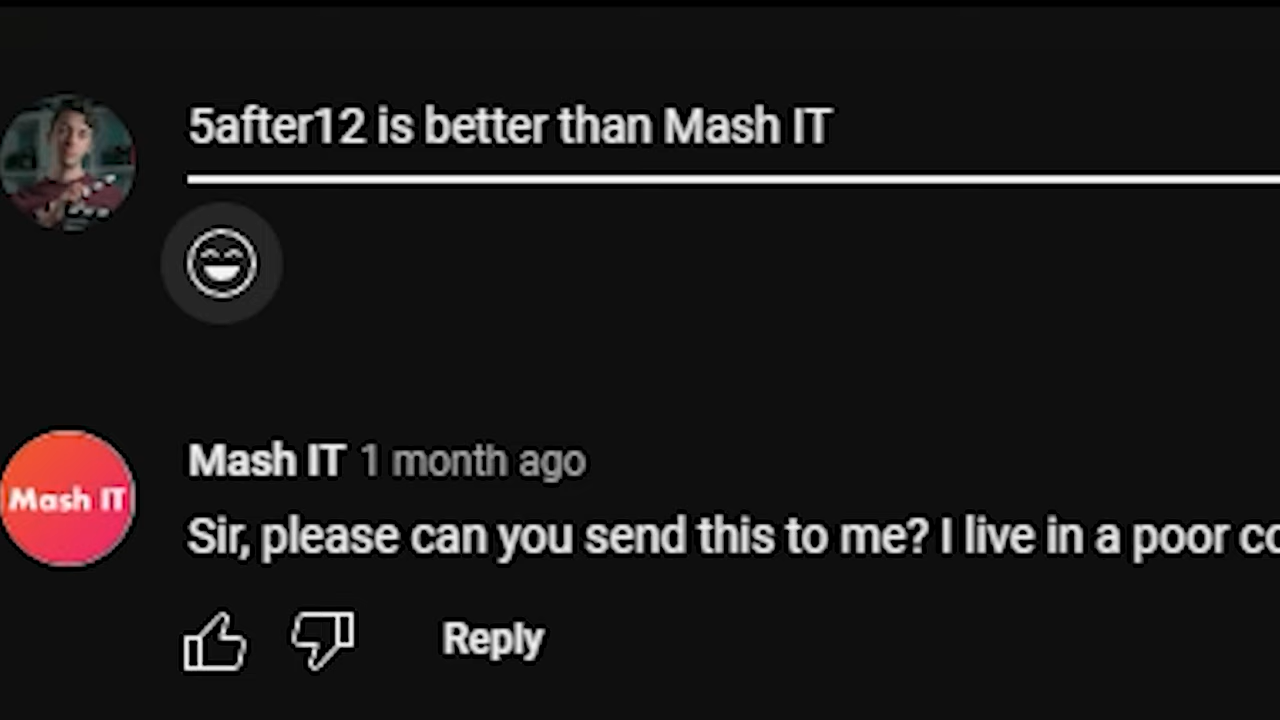 5after12 is better than Mash IT
Mash IT 1 month ago
Mash IT
Sir, please can you send this to me? I live in a poor
Reply